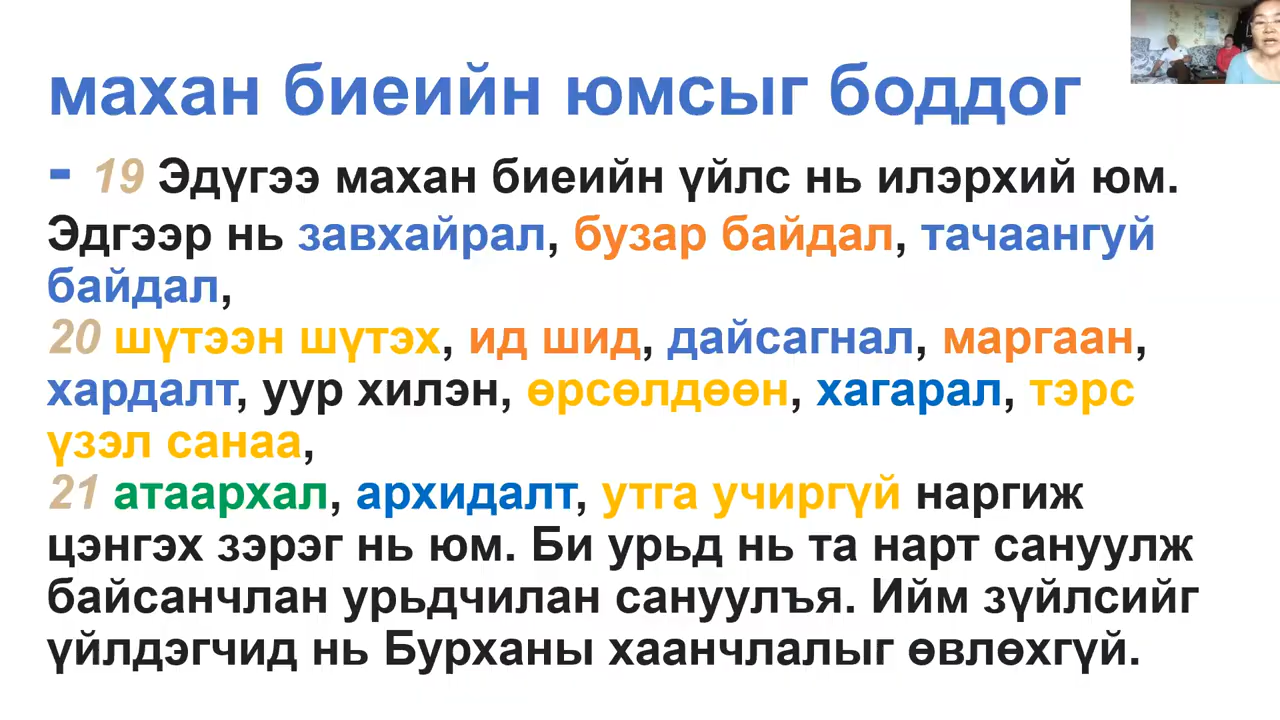 махан биеийн юмсыг боддог
- 19 Эдүгээ махан биеийн үйлс нь илэрхий юм.
Эдгээр нь завхайрал, бузар байдал, тачаангуй
байдал,
20 шүтээн шүтэх, ид шид, дайсагнал, маргаан,
хардалт, уур хилэн, өрсөлдөөн, хагарал, тэрс
үзэл санаа,
21 атаархал, архидалт, утга учиргүй наргиж
цэнгэх зэрэг нь юм. Би урьд нь та нарт сануулж
байсанчлан урьдчилан сануулъя. Ийм зүйлсийг
үйлдэгчид нь Бурханы хаанчлалыг өвлөхгүй.